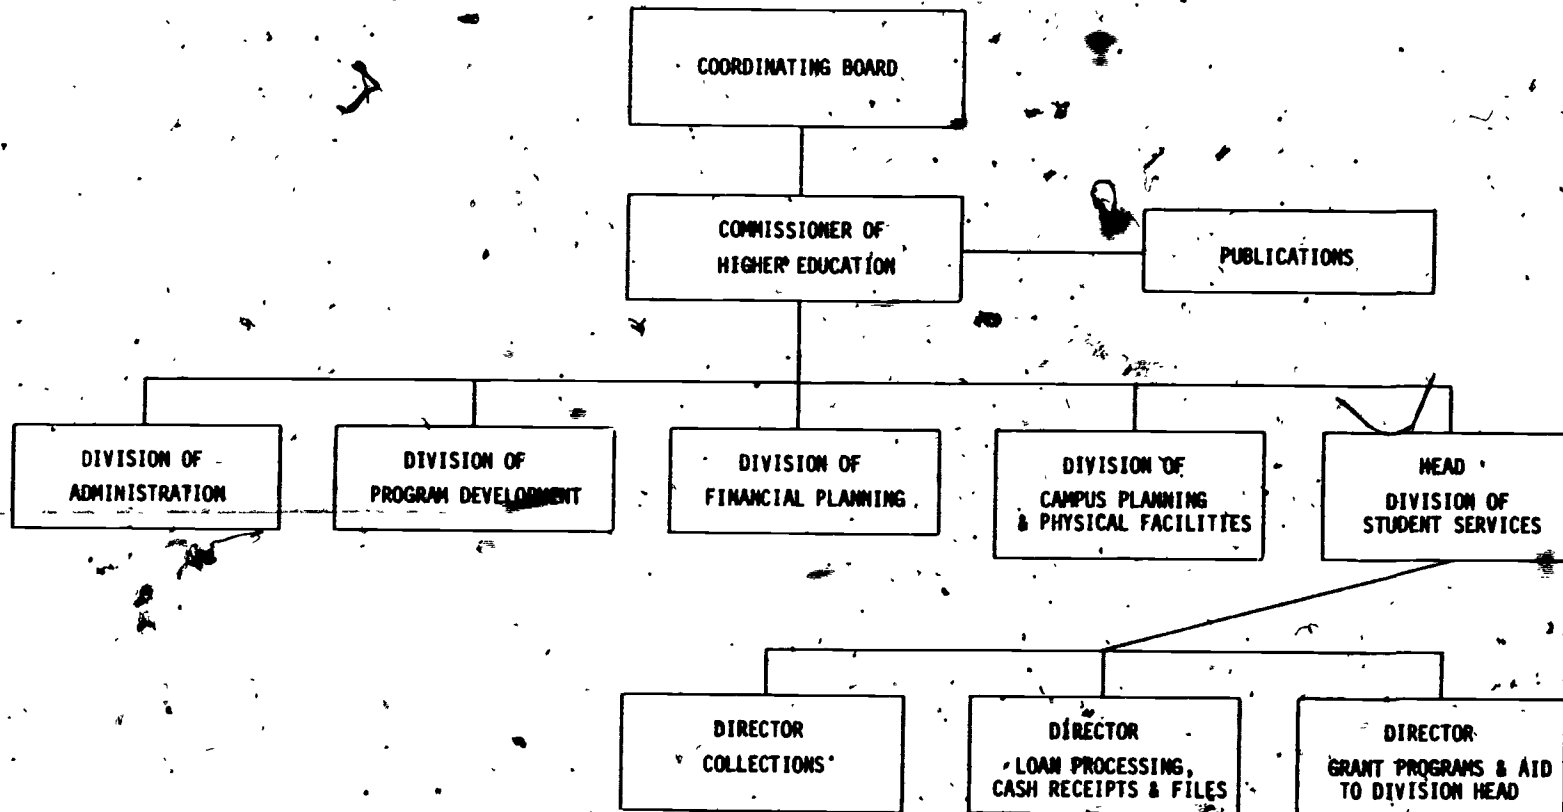 COORDINATING BOARD
COMMISSIONER OF
HIGHER EDUCATION
PUBLICATIONS
DIVISION OF
ADMINISTRATION
DIVISION OF
PROGRAM DEVELOPMENT
DIVISION OF
FINANCIAL PLANNING
DIVISION OF
CAMPUS PLANNING
& PHYSICAL FACILITIES
HEAD
DIVISION OF
STUDENT SERVICES
DIRECTOR
COLLECTIONS
DIRECTOR
LOAN PROCESSING,
CASH RECEIPTS & FILES
DIRECTOR
GRANT PROGRAMS & AID
TO DIVISION HEAD